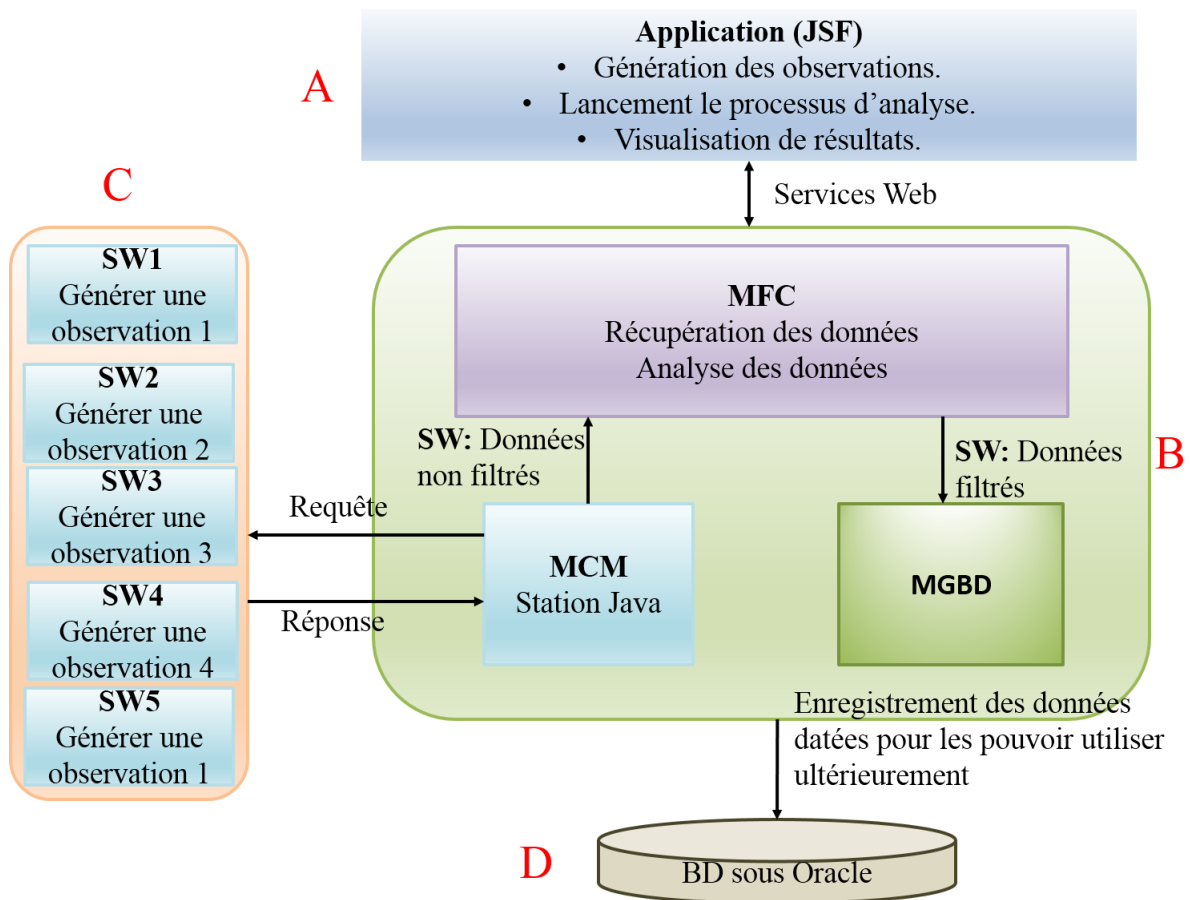 Application (JSF)
• Génération des observations.
• Lancement le processus d'analyse.
• Visualisation de résultats.
A
Services Web
C
SW1
Générer une
observation 1
SW2
Générer une
observation 2
SW3
Générer une
observation 3
SW4
Générer une
observation 4
SW5
Générer une
observation 1
MFC
Récupération des données
Analyse des données
SW: Données
non filtrés
SW: Données
filtrés
B
Requête
Réponse
MCM
Station Java
MGBD
Enregistrement des données
datées pour les pouvoir utiliser
ultérieurement
D
BD sous Oracle